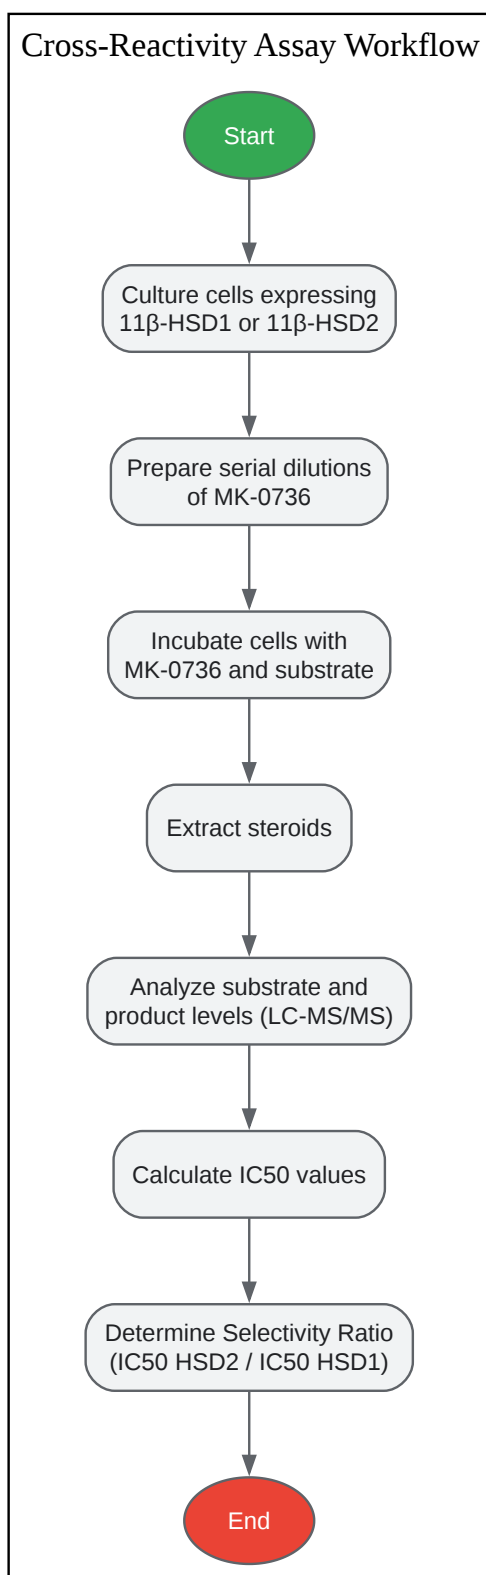 Cross-Reactivity Assay Workflow
Start
Culture cells expressing
11β-HSD1 or 11β-HSD2
Prepare serial dilutions
of MK-0736
Incubate cells with
MK-0736 and substrate
Extract steroids
Analyze substrate and
product levels (LC-MS/MS)
Calculate IC50 values
Determine Selectivity Ratio
(IC50 HSD2 / IC50 HSD1)
End